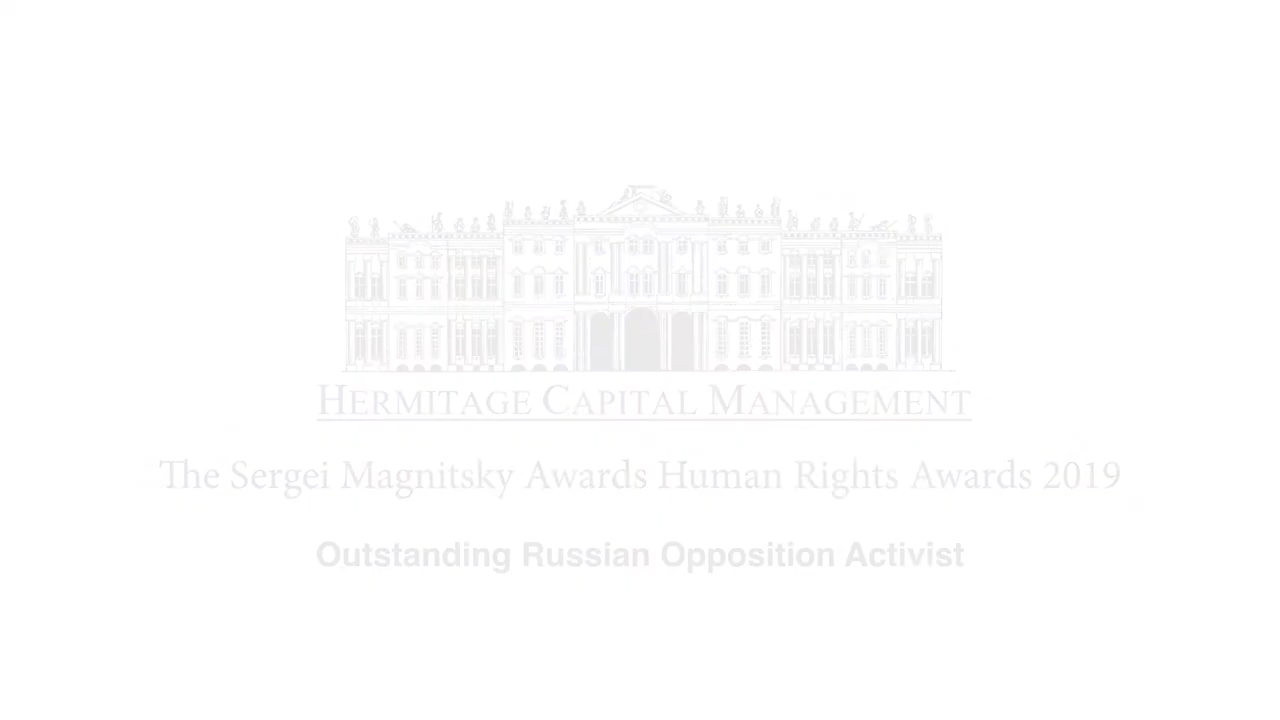 HERMITAGE CAPITAL MANAGEMENT
The Sergei Magnitsky Awards Human Rights Awards 2019
Outstanding Russian Opposition Activist